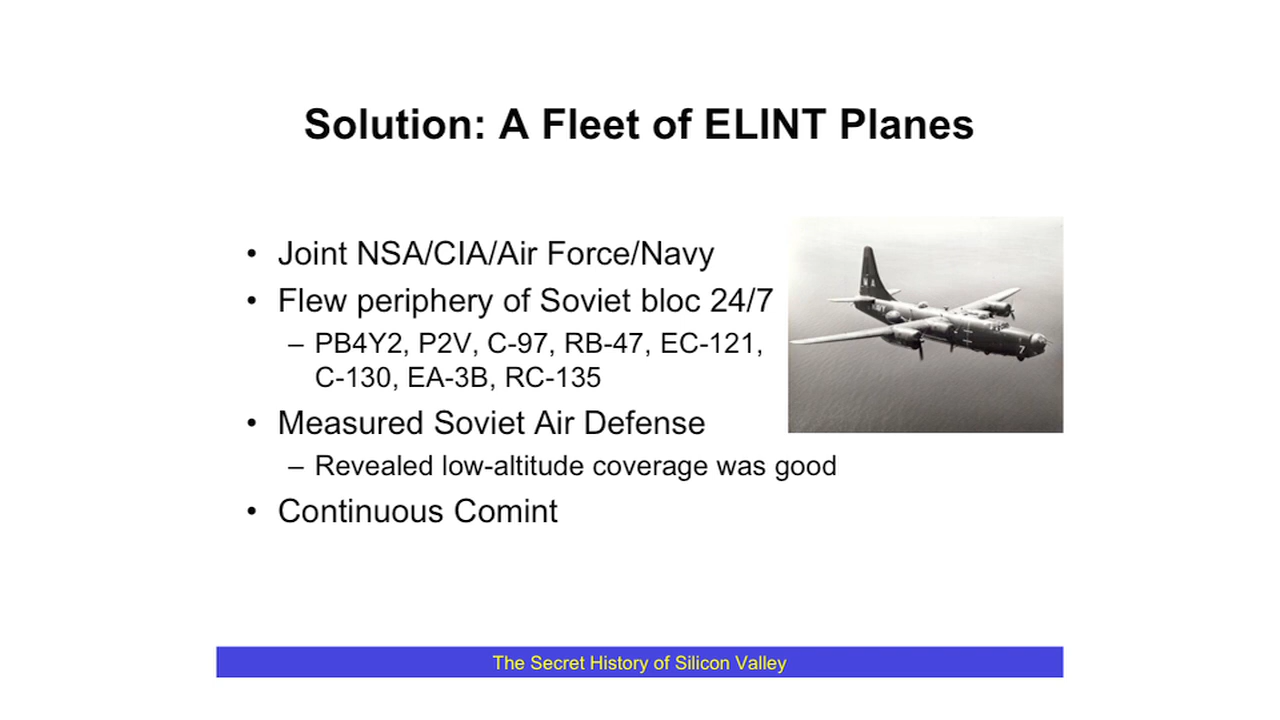 Solution: A Fleet of ELINT Planes
• Joint NSA/CIA/Air Force/Navy
• Flew periphery of Soviet bloc 24/7
– PB4Y2, P2V, C-97, RB-47, EC-121,
C-130, EA-3B, RC-135
• Measured Soviet Air Defense
– Revealed low-altitude coverage was good
• Continuous Comint
7
The Secret History of Silicon Valley